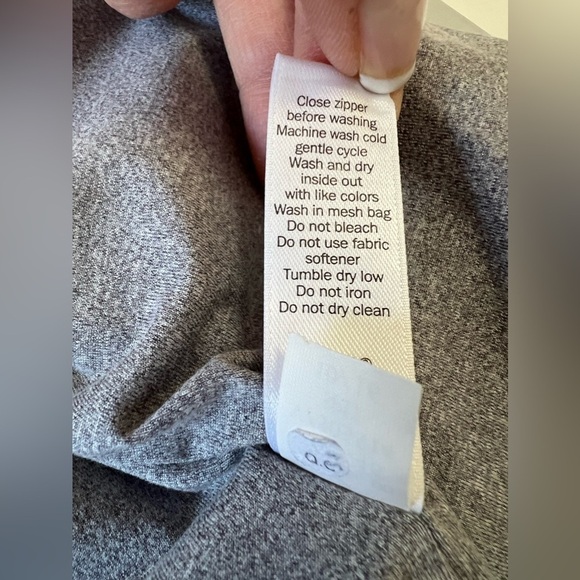 Close zipper
before washing
Machine wash cold
gentle cycle
Wash and dry
inside out
with like colors
Wash in mesh bag
Do not bleach
Do not use fabric
softener
Tumble dry low
Do not iron
Do not dry clean